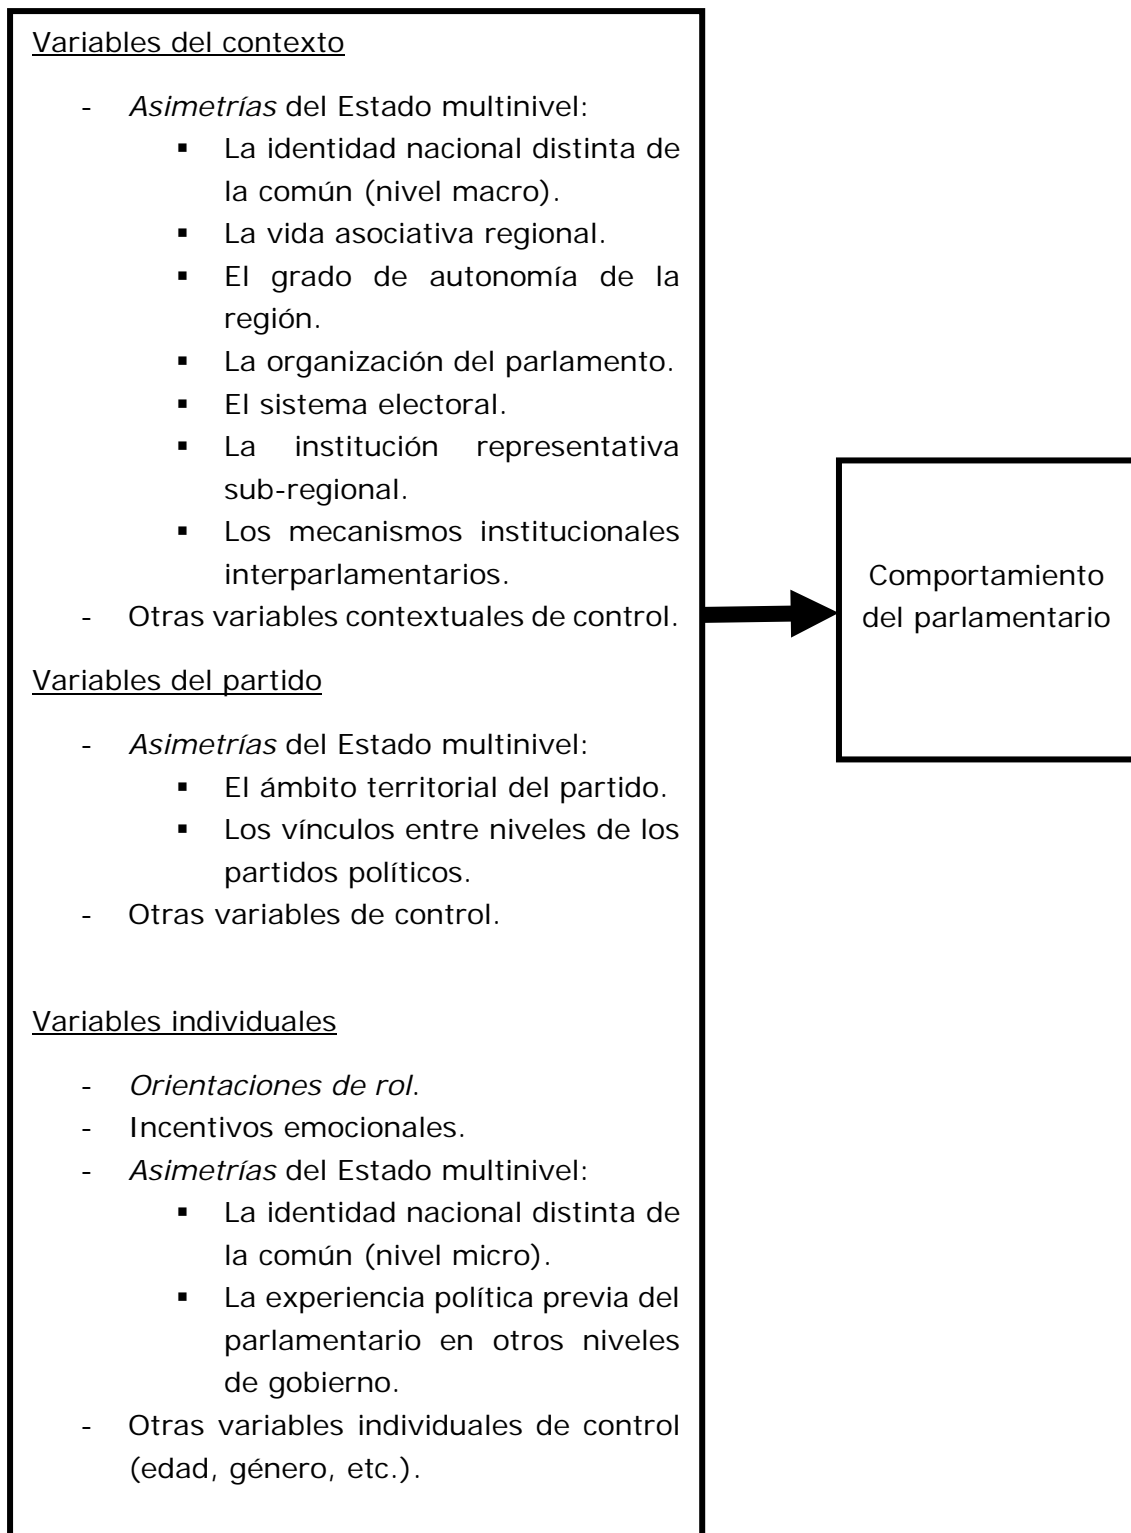 Variables del contexto
- Asimetrías del Estado multinivel:
▪ La identidad nacional distinta de
la común (nivel macro).
▪ La vida asociativa regional.
▪ El grado de autonomía de la
región.
▪ La organización del parlamento.
▪ El sistema electoral.
▪ La institución representativa
sub-regional.
▪ Los mecanismos institucionales
interparlamentarios.
- Otras variables contextuales de control.
Variables del partido
- Asimetrías del Estado multinivel:
▪ El ámbito territorial del partido.
▪ Los vínculos entre niveles de los
partidos políticos.
- Otras variables de control.
Variables individuales
- Orientaciones de rol.
- Incentivos emocionales.
- Asimetrías del Estado multinivel:
▪ La identidad nacional distinta de
la común (nivel micro).
▪ La experiencia política previa del
parlamentario en otros niveles
de gobierno.
- Otras variables individuales de control
(edad, género, etc.).
Comportamiento
del parlamentario